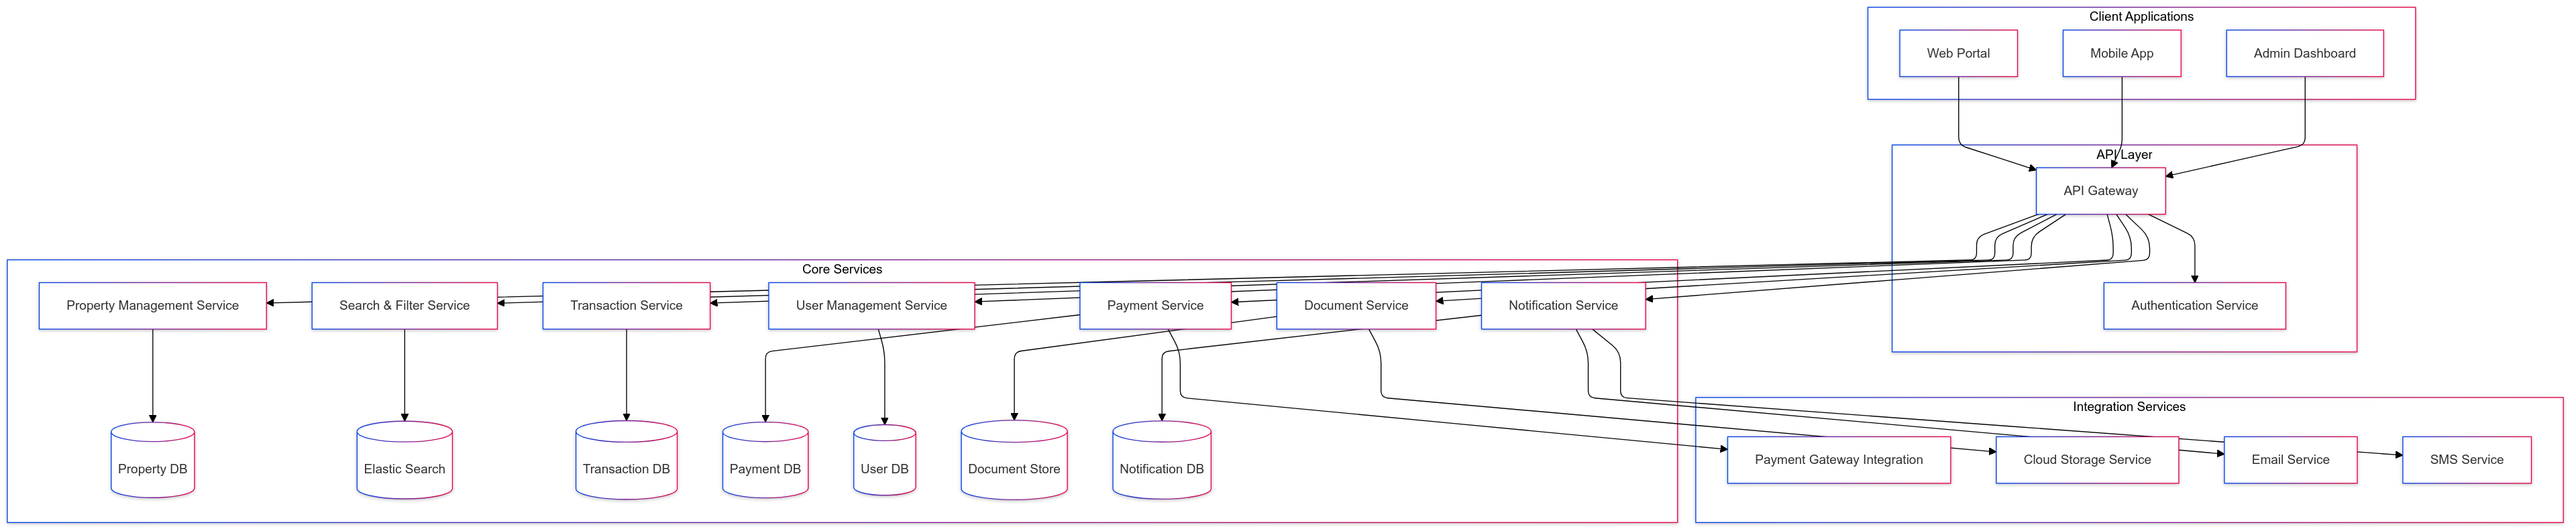 Client Applications
Web Portal
Mobile App
Admin Dashboard
API Layer
API Gateway
Core Services
Property Management Service
Search & Filter Service
Transaction Service
User Management Service
Payment Service
Document Service
Notification Service
Authentication Service
Integration Services
Property DB
Elastic Search
Transaction DB
Payment DB
User DB
Document Store
Notification DB
Payment Gateway Integration
Cloud Storage Service
Email Service
SMS Service